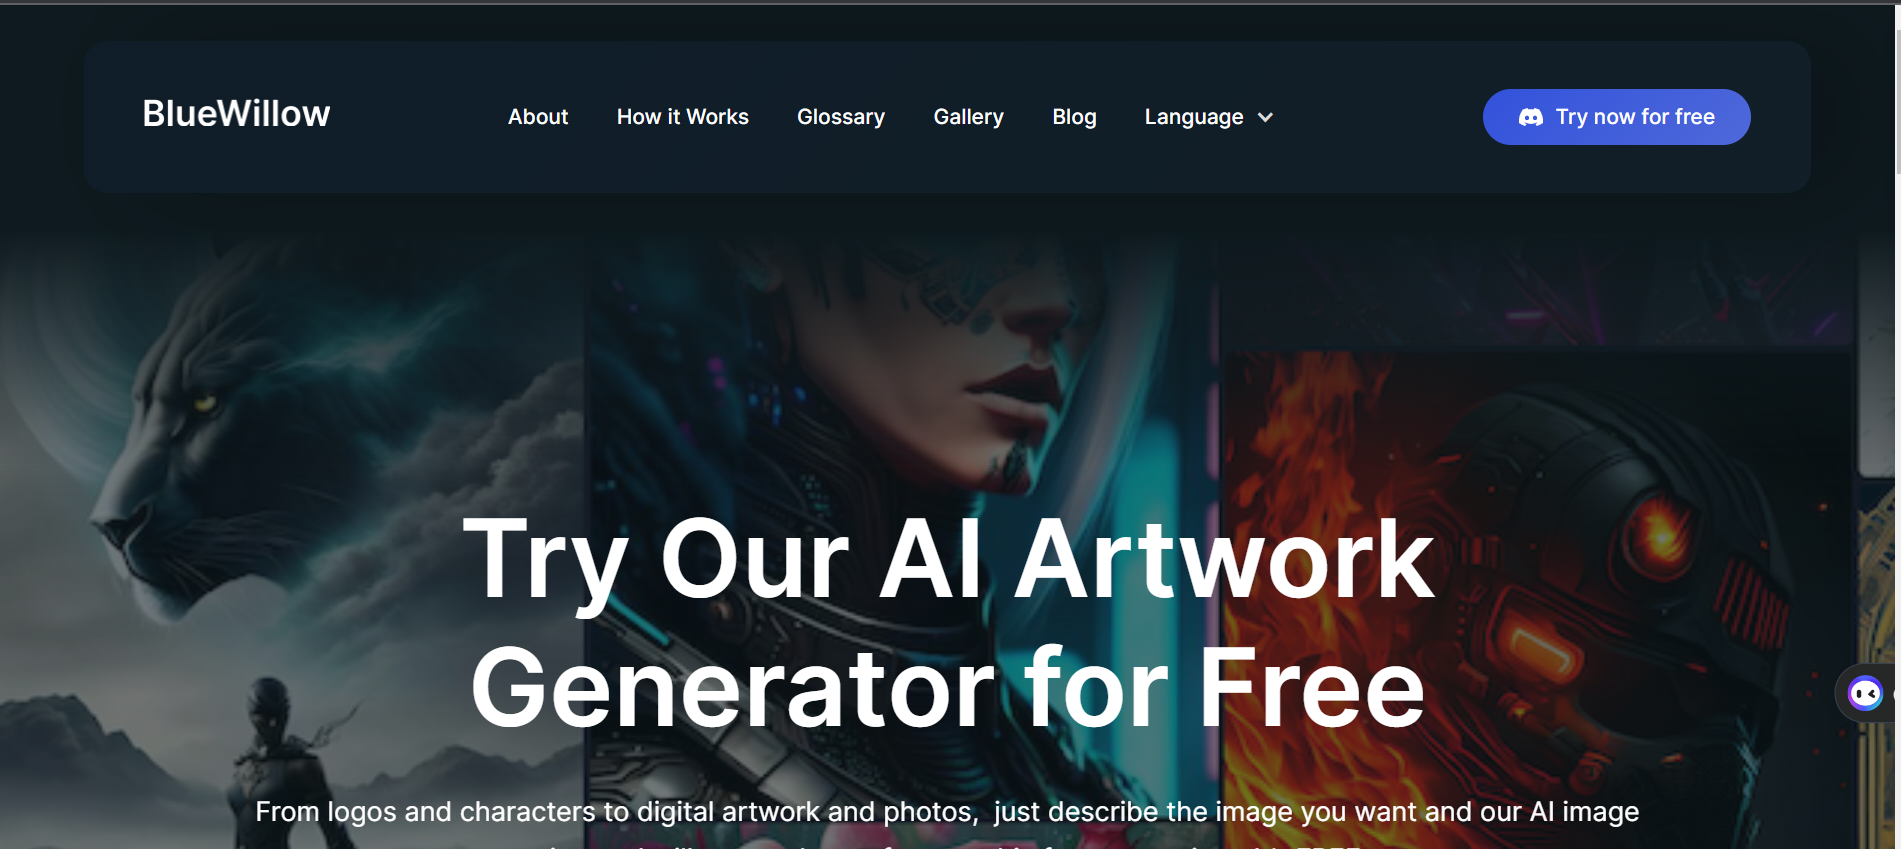 BlueWillow
About
How it Works
Glossary
Gallery
Blog
Language
Try now for free
Try Our AI Artwork
Generator for Free
From logos and characters to digital artwork and photos, just describe the image you want and our AI image